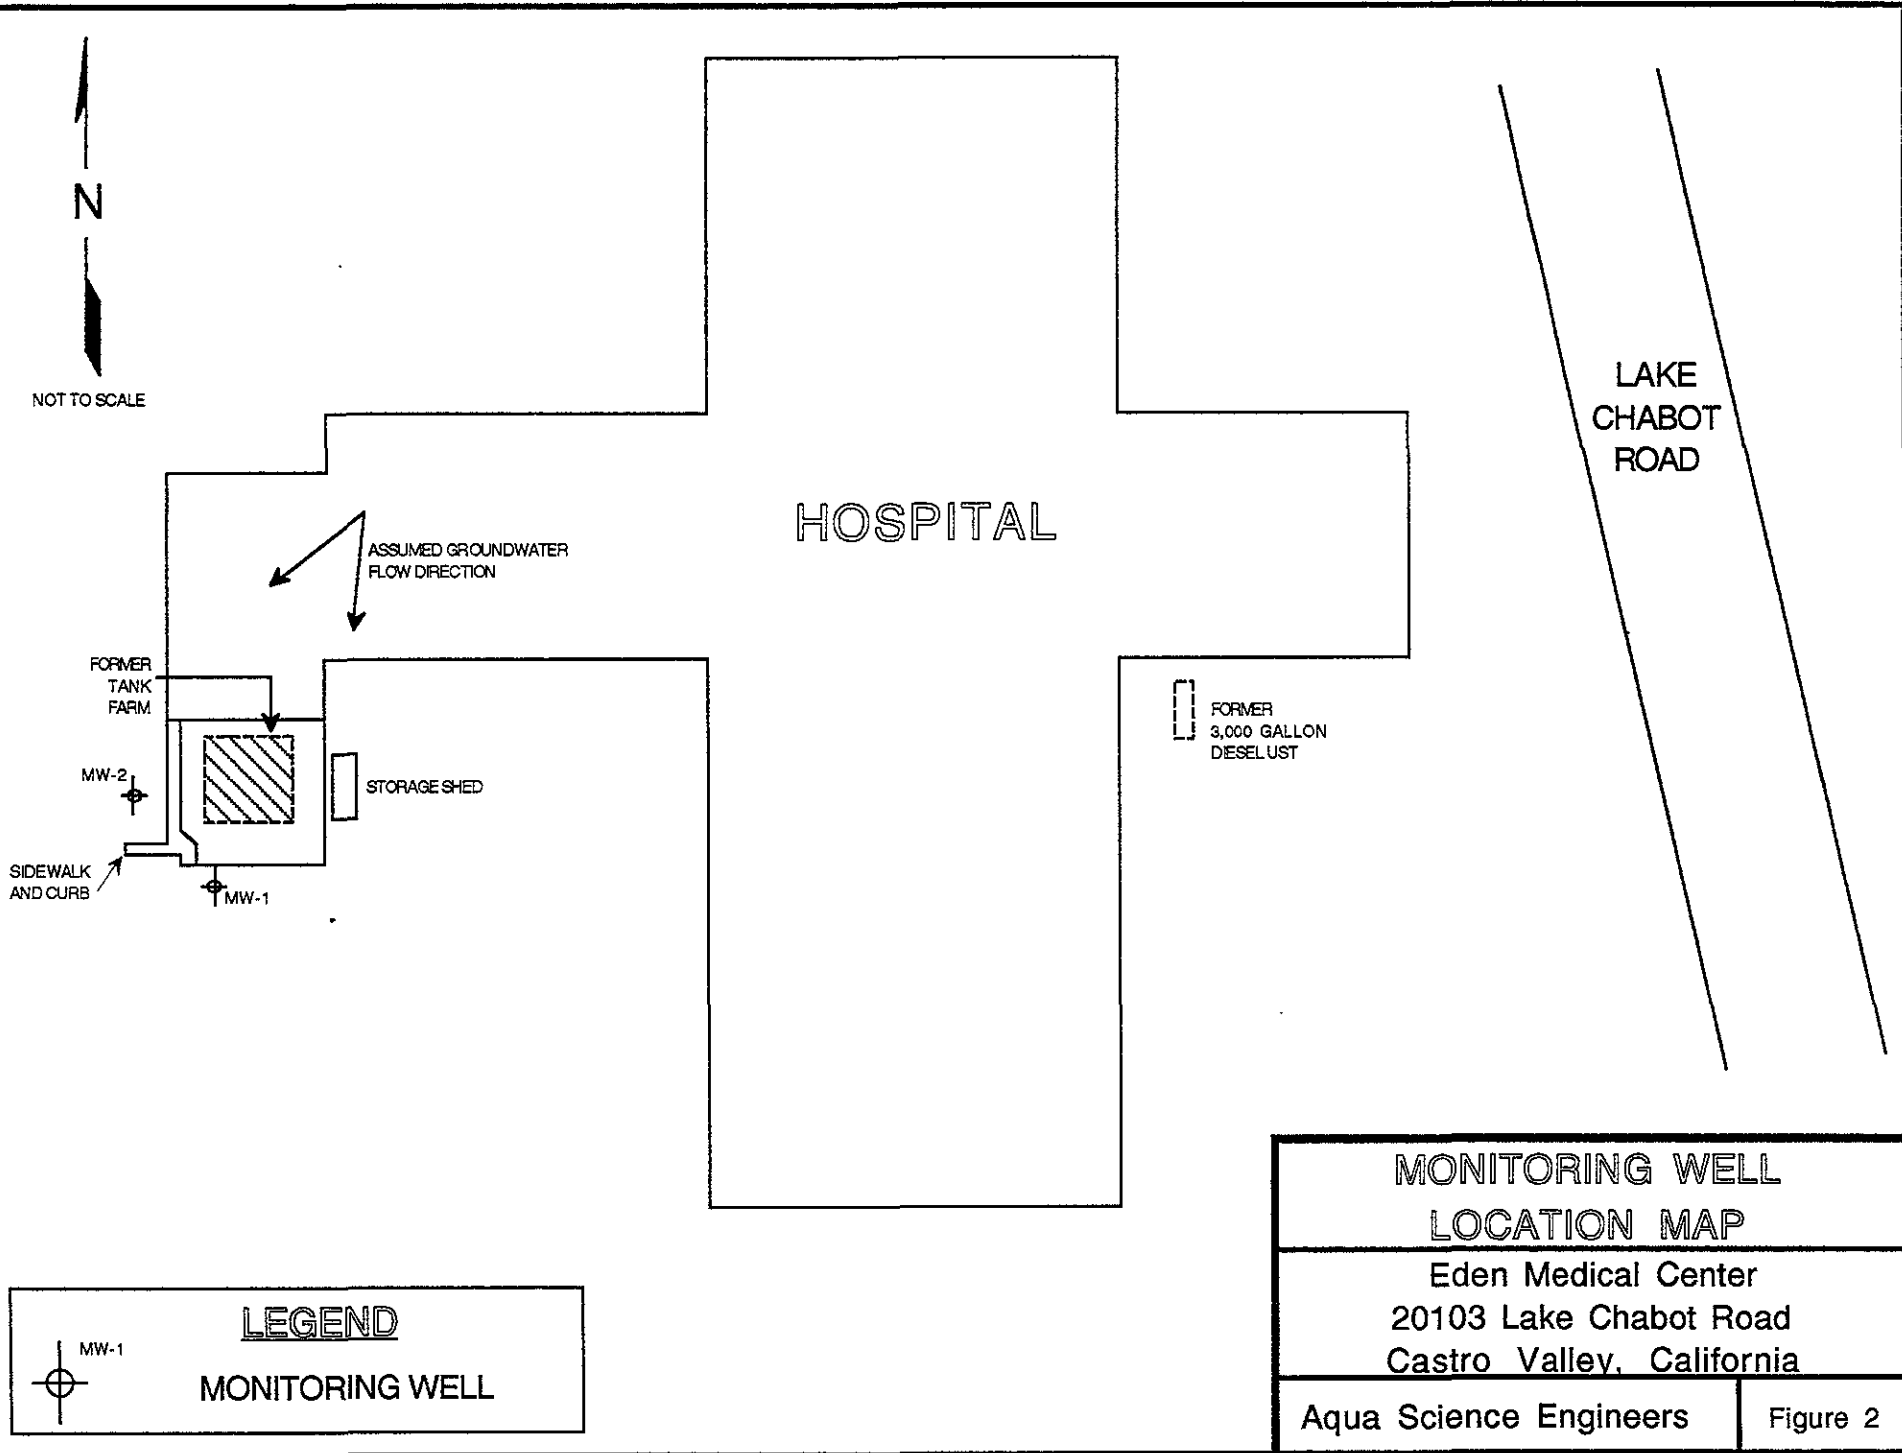 N
NOT TO SCALE
LAKE
CHABOT
ROAD
HOSPITAL
ASSUMED GROUNDWATER
FLOW DIRECTION
FORMER
TANK
FARM
FORMER
3,000 GALLON
DIESEL UST
MW-2
STORAGE SHED
SIDEWALK
AND CURB
MW-1
MONITORING WELL
LOCATION MAP
Eden Medical Center
20103 Lake Chabot Road
Castro Valley, California
Aqua Science Engineers
Figure 2
LEGEND
MW-1
MONITORING WELL